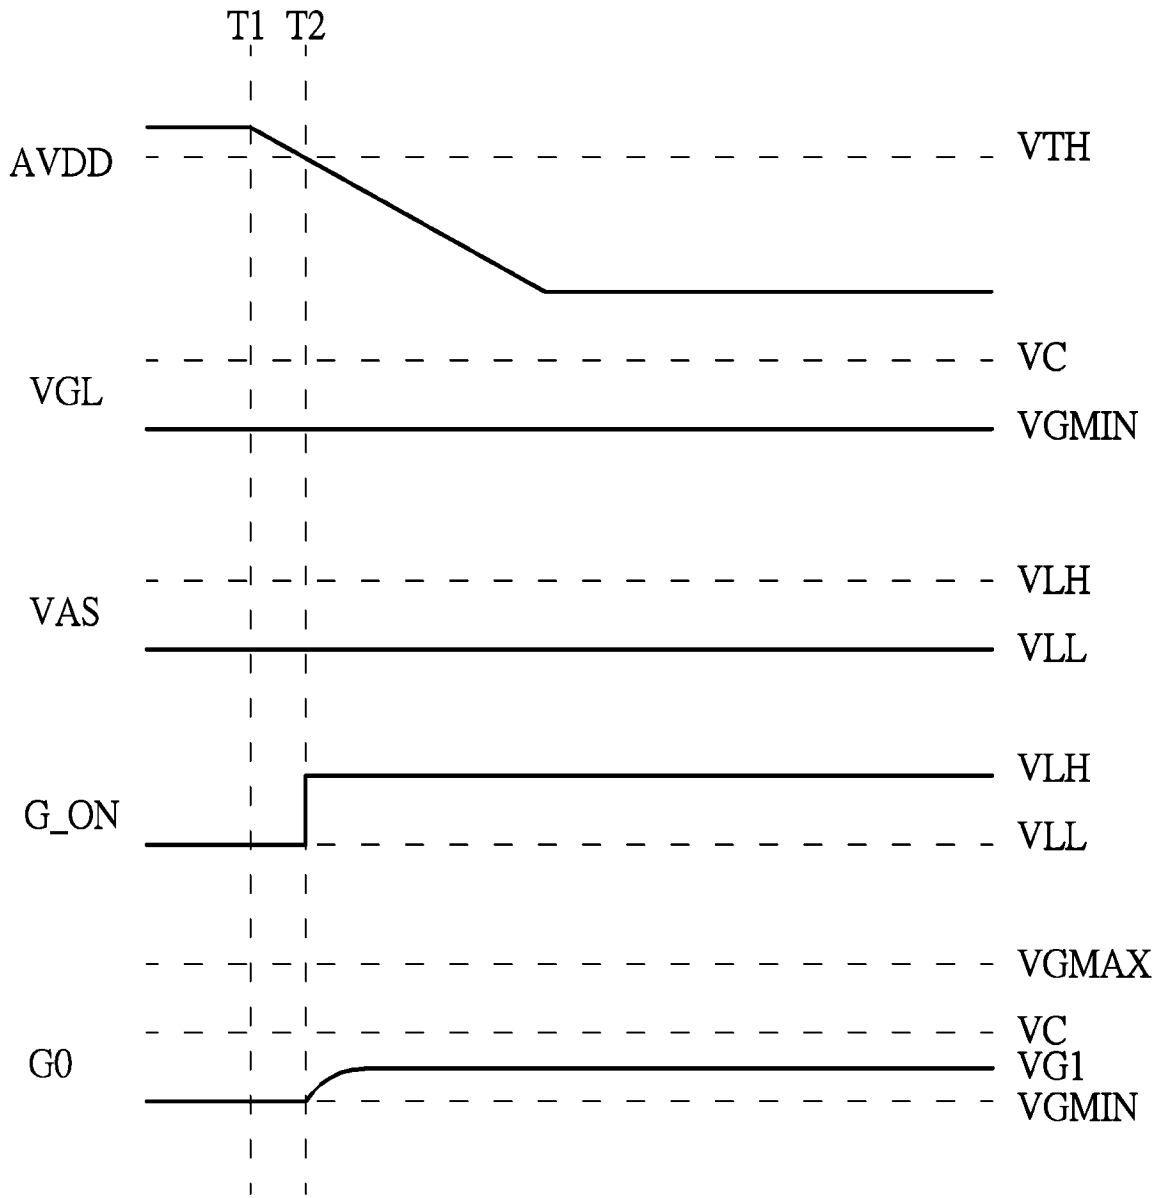 T1 T2
AVDD
VTH
VC
VGL
VGMIN
VLH
VAS
VLL
VLH
G_ON
VLL
VGMAX
VC
G0
VG1
VGMIN